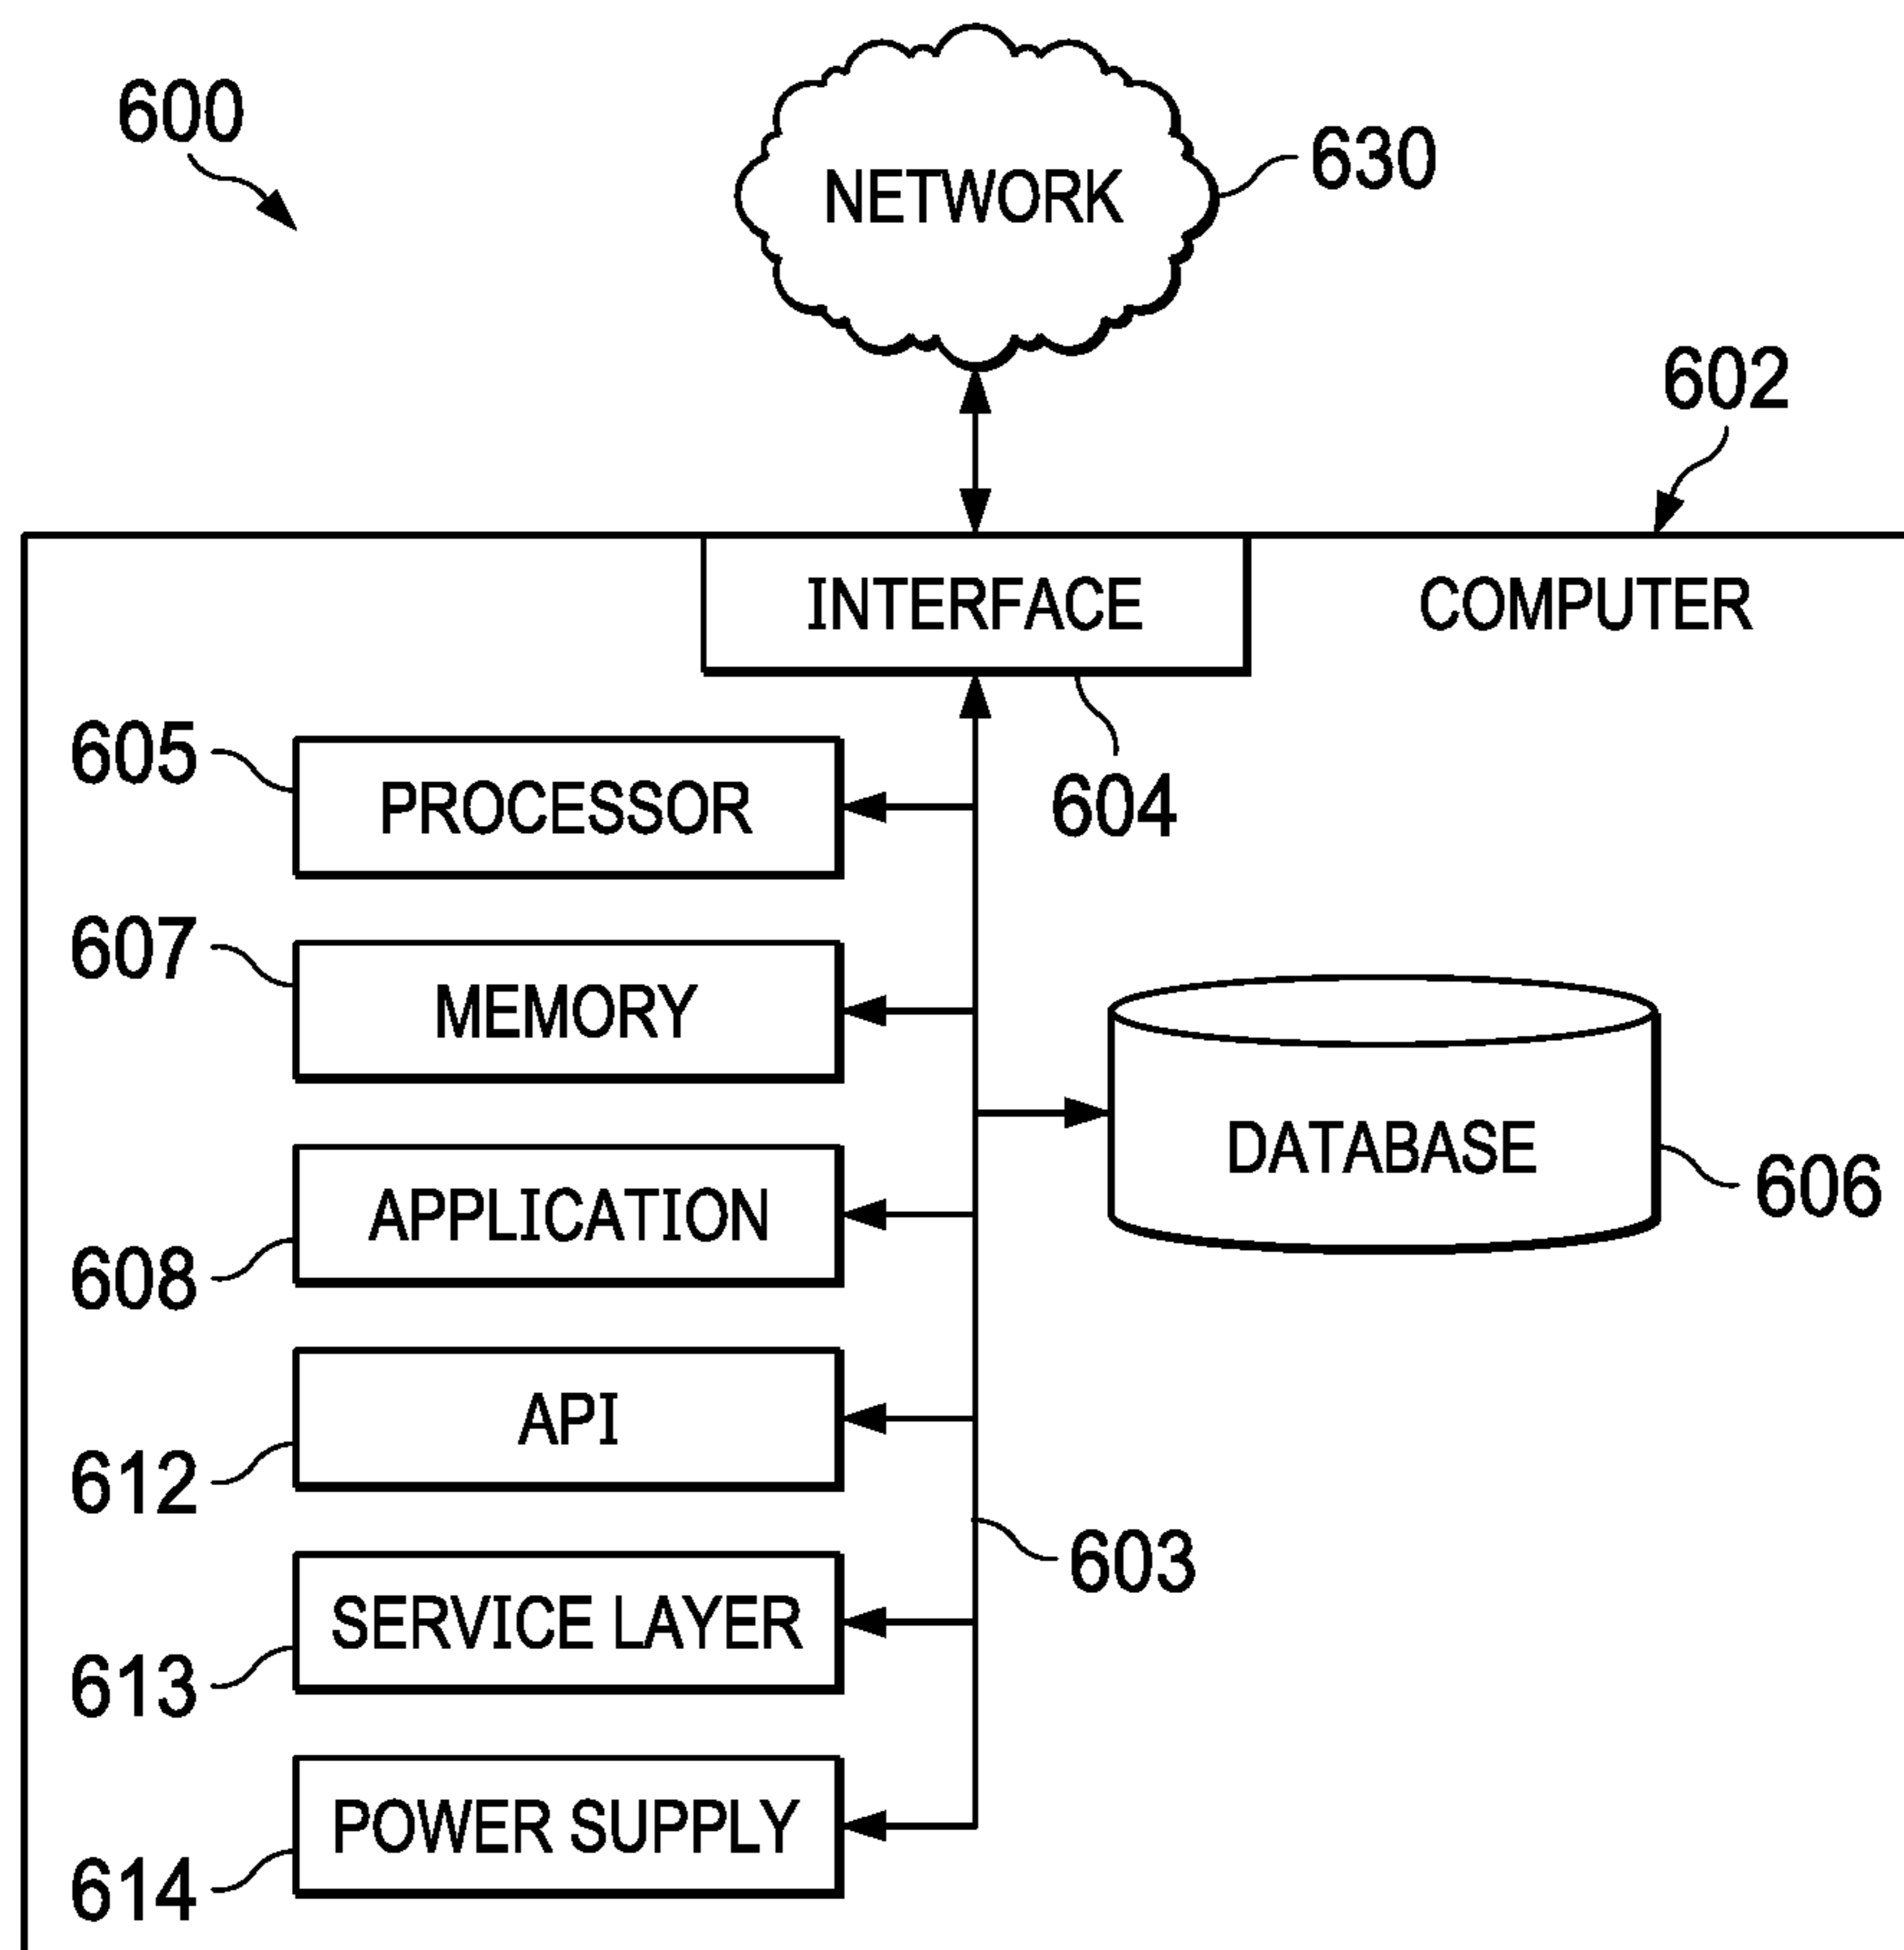 600
NETWORK
630
602
INTERFACE
COMPUTER
604
605
PROCESSOR
607
MEMORY
DATABASE
606
APPLICATION
608
API
612
603
SERVICE LAYER
613
POWER SUPPLY
614